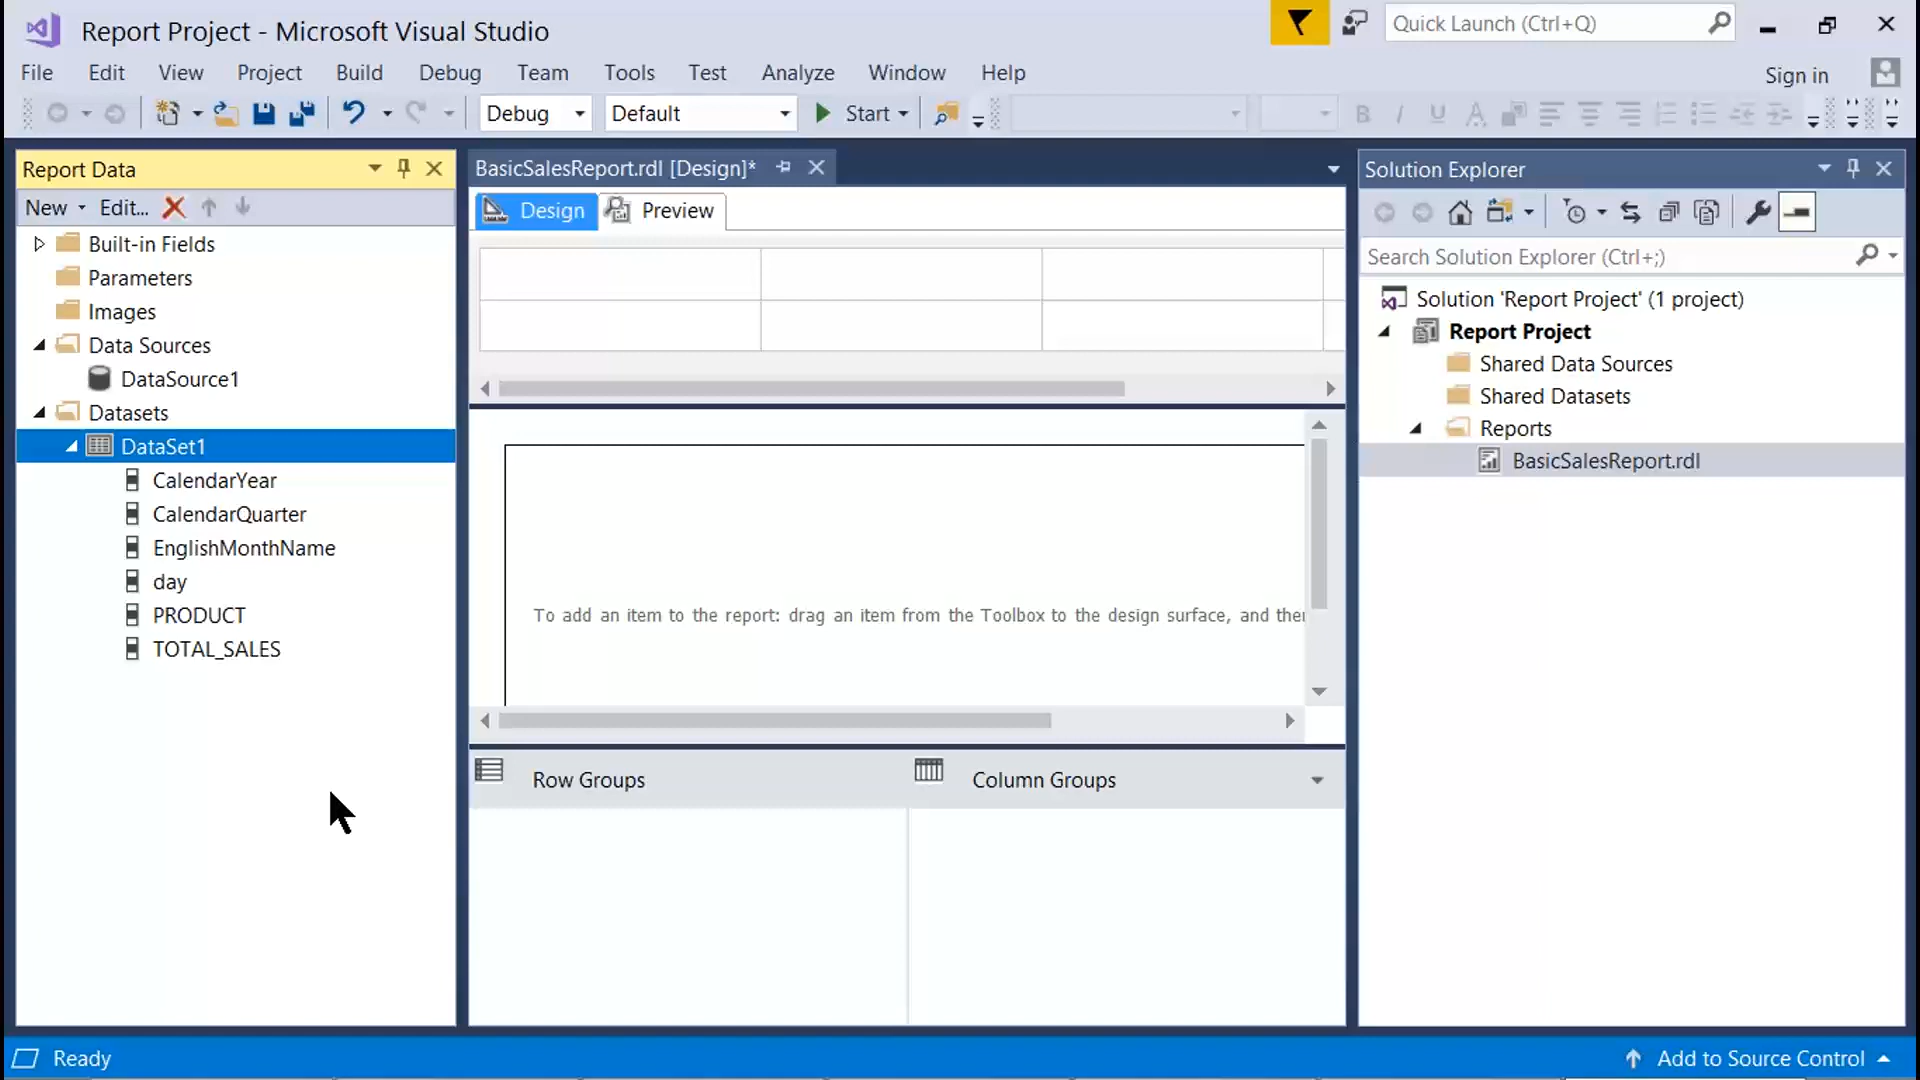 Report Project - Microsoft Visual Studio
Quick Launch (Ctrl+Q)
File Edit View Project Build Debug Team Tools Test Analyze Window Help
Sign in
Debug Default Start
B I U A
Report Data
New Edit...
Built-in Fields
Parameters
Images
Data Sources
DataSource1
Datasets
DataSet1
CalendarYear
CalendarQuarter
EnglishMonthName
day
PRODUCT
TOTAL_SALES
BasicSalesReport.rdl [Design]*
Design Preview
To add an item to the report: drag an item from the Toolbox to the design surface, and
Row Groups Column Groups
Solution Explorer
Search Solution Explorer (Ctrl+;)
Solution 'Report Project' (1 project)
Report Project
Shared Data Sources
Shared Datasets
Reports
BasicSalesReport.rdl
Ready
Add to Source Control